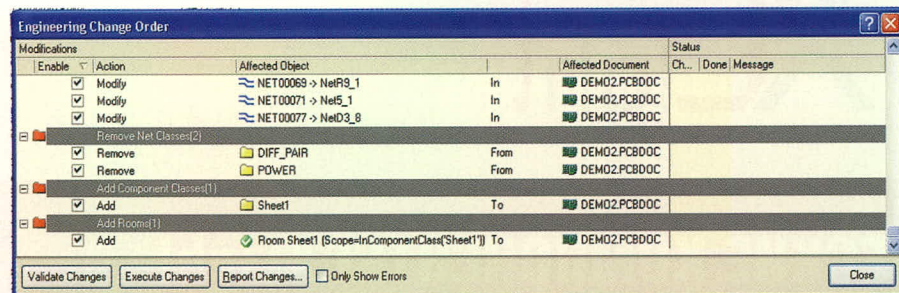 Engineering Change Order
Modifications Status
Enable Action Affected Object Affected Document Ch... Done Message
Modify NET00069 -> NetR9_1 In DEMO2.PCBDOC
Modify NET00071 -> Net5_1 In DEMO2.PCBDOC
Modify NET00077 -> NetD3_8 In DEMO2.PCBDOC
Remove Net Classes(2)
Remove DIFF_PAIR From DEMO2.PCBDOC
Remove POWER From DEMO2.PCBDOC
Add Component Classes(1)
Add Sheet1 To DEMO2.PCBDOC
Add Rooms(1)
Add Room Sheet1 (Scope=InComponentClass('Sheet1')) To DEMO2.PCBDOC
Validate Changes Execute Changes Report Changes... Only Show Errors Close